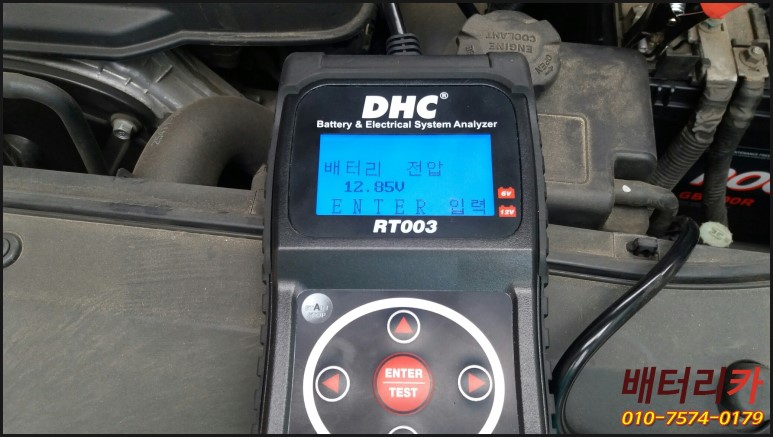 ENGINE
COOLANT
OPEN
DHC®
Battery & Electrical System Analyzer
배터리 전압
12.85V
ENTER 입력
6V
12V
RT003
ENTER
TEST
배터리카
010-7574-0179